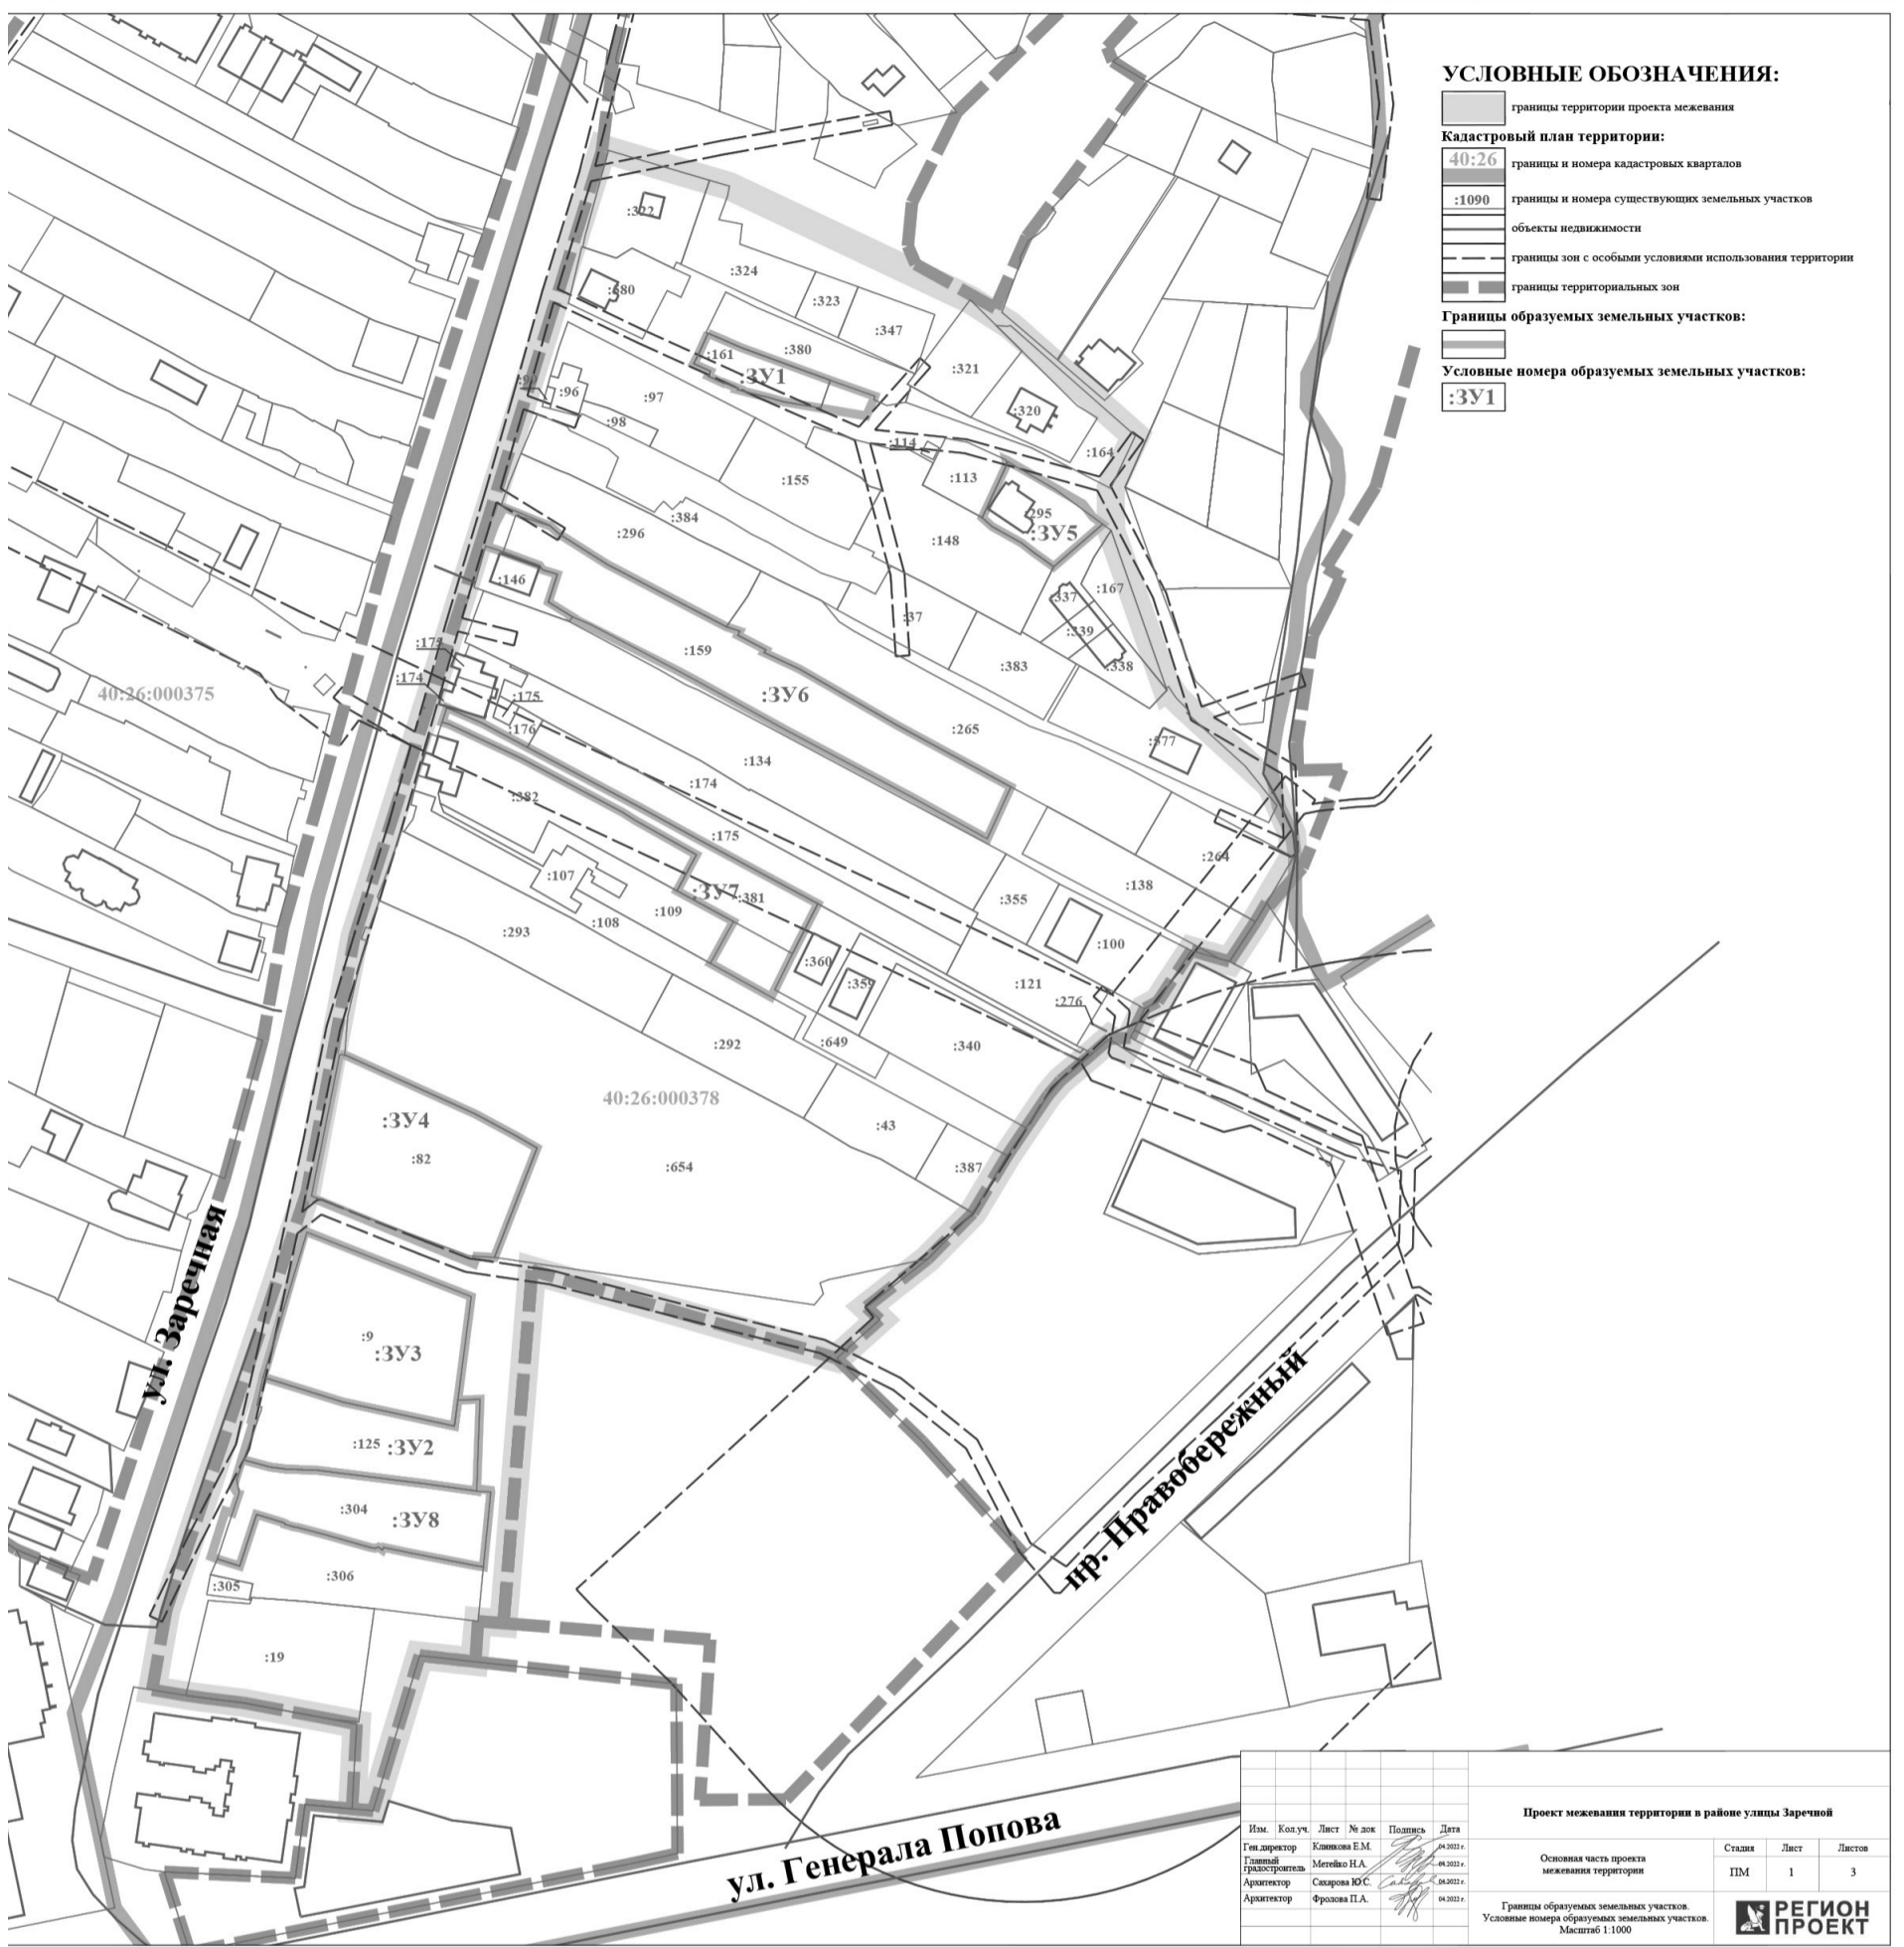 УСЛОВНЫЕ ОБОЗНАЧЕНИЯ:
границы территории проекта межевания
Кадастровый план территории:
40:26
границы и номера кадастровых кварталов
:1090
границы и номера существующих земельных участков
объекты недвижимости
границы зон с особыми условиями использования территории
границы территориальных зон
Границы образуемых земельных участков:
Условные номера образуемых земельных участков:
:ЗУ1
:322
:324
:323
:347
:380
:161
:ЗУ1
:321
:320
:96
:97
:98
:114
:164
:155
:113
:295
:ЗУ5
:384
:296
:148
:146
:167
:37
:339
:159
:383
:338
:174
40:26:000375
:175
:ЗУ6
:176
:265
:134
:174
:382
:175
:264
:107
:138
:ЗУ7
:381
:355
:109
:108
:293
:100
:360
:359
:121
:276
:649
:292
:340
40:26:000378
:ЗУ4
:43
:82
:654
:387
ул. Заречная
:9
:ЗУ3
:125
:ЗУ2
:304
:ЗУ8
пр. Правобережный
:306
:305
:19
ул. Генерала Попова
Проект межевания территории в районе улицы Заречной
Изм. Кол.уч. Лист № док Подпись Дата
Ген.директор Клинкова Е.М. 04.2022 г.
Главный градостроитель Метейко Н.А. 04.2022 г.
Архитектор Сахарова Ю.С. 04.2022 г.
Архитектор Фролова П.А. 04.2022 г.
Основная часть проекта
межевания территории
Стадия Лист Листов
ПМ 1 3
Границы образуемых земельных участков.
Условные номера образуемых земельных участков.
Масштаб 1:1000
РЕГИОН
ПРОЕКТ